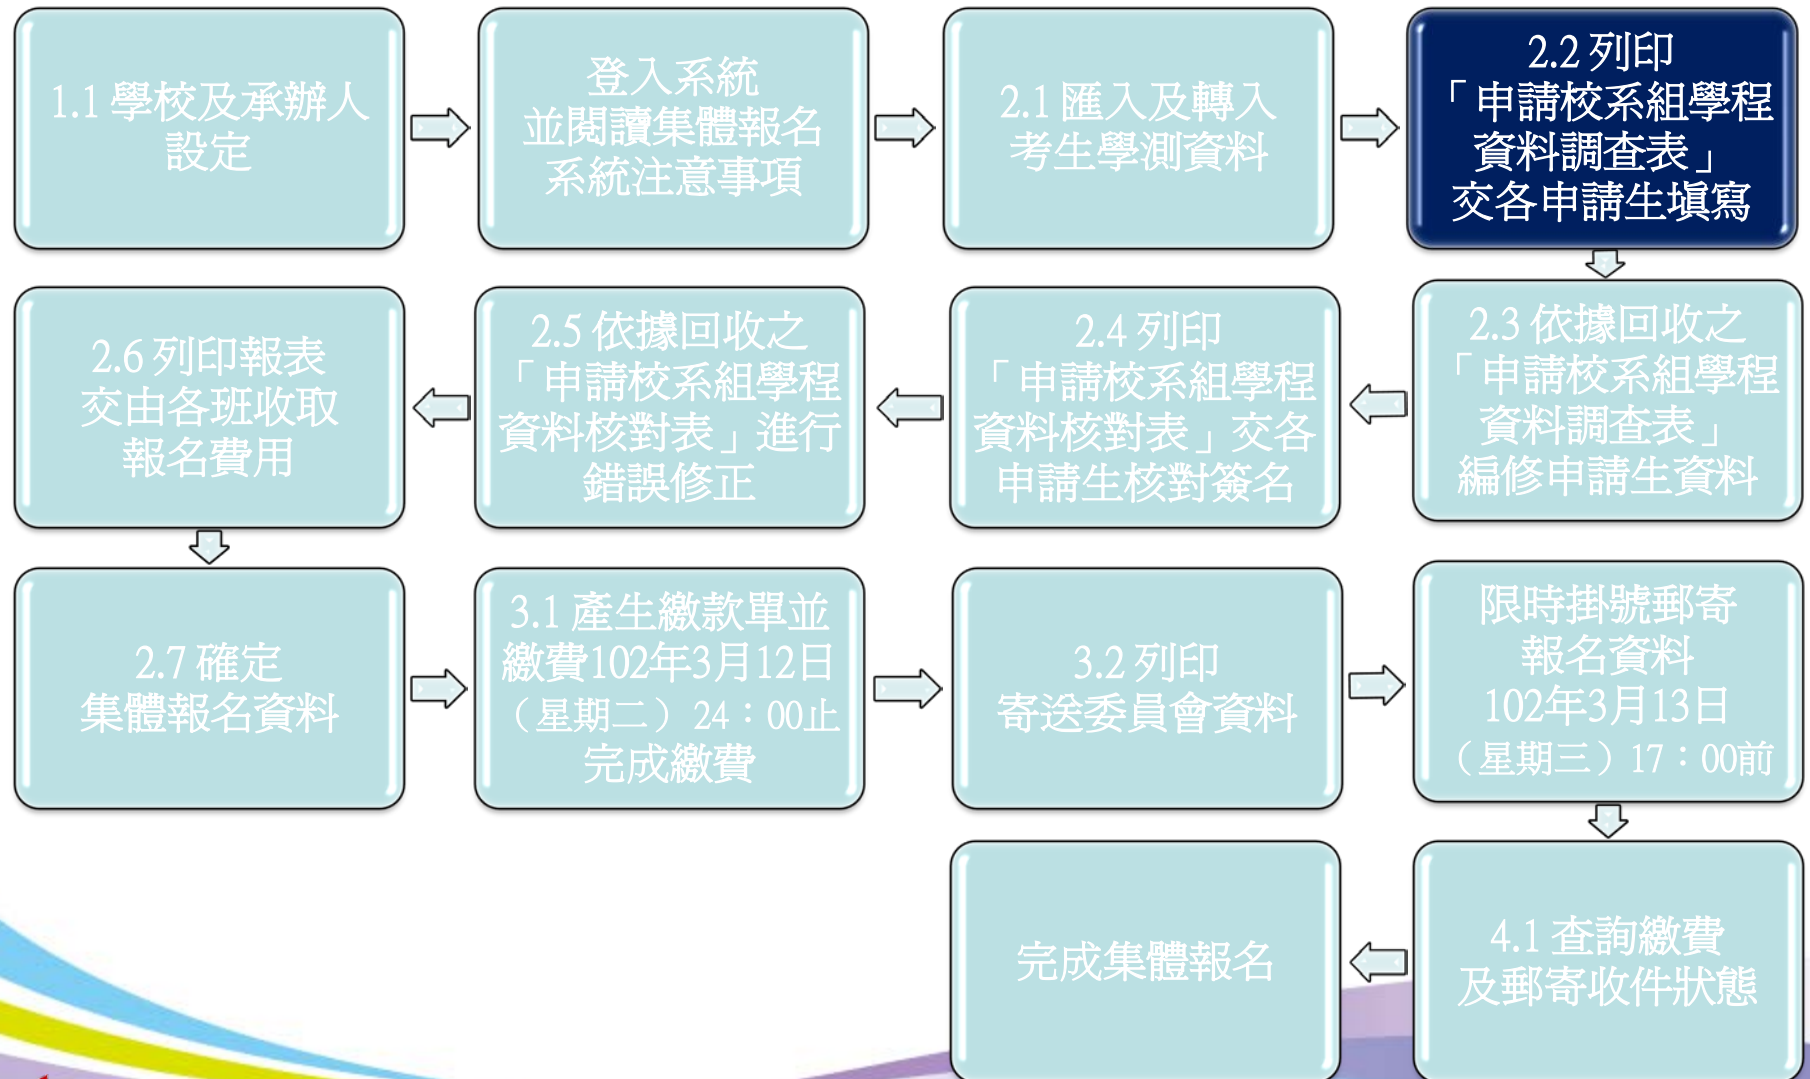 1.1 學校及承辦人
設定
登入系統
並閱讀集體報名
系統注意事項
2.1 匯入及轉入
考生學測資料
2.2 列印
「申請校系組學程
資料調查表」
交各申請生填寫
2.3 依據回收之
「申請校系組學程
資料調查表」
編修申請生資料
2.4 列印
「申請校系組學程
資料核對表」交各
申請生核對簽名
2.5 依據回收之
「申請校系組學程
資料核對表」進行
錯誤修正
2.6 列印報表
交由各班收取
報名費用
2.7 確定
集體報名資料
3.1 產生繳款單並
繳費102年3月12日
（星期二）24：00止
完成繳費
3.2 列印
寄送委員會資料
限時掛號郵寄
報名資料
102年3月13日
（星期三）17：00前
4.1 查詢繳費
及郵寄收件狀態
完成集體報名